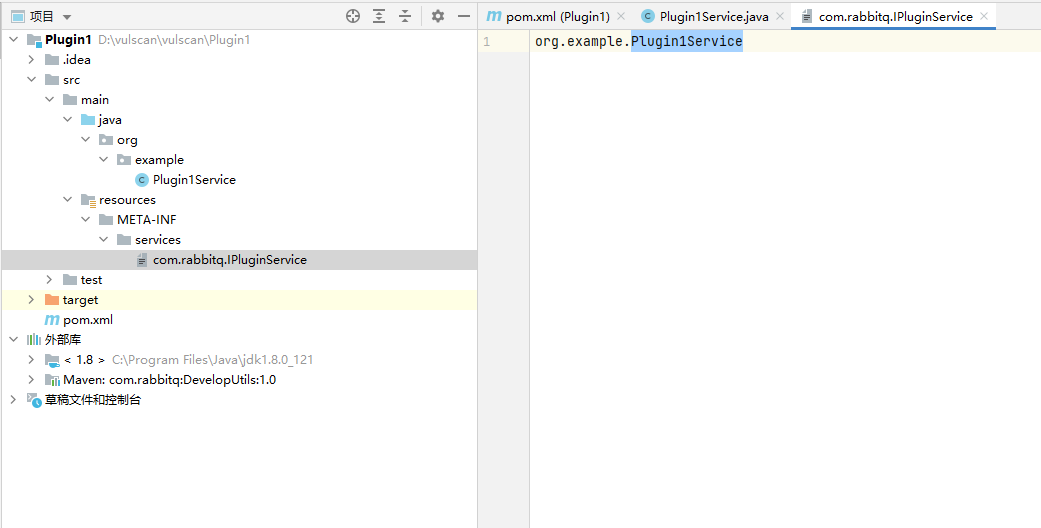 项目
pom.xml (Plugin1)
Plugin1Service.java
com.rabbitq.IPluginService
Plugin1 D:\vulscan\vulscan\Plugin1
.idea
src
main
java
org
example
Plugin1Service
resources
META-INF
services
com.rabbitq.IPluginService
test
target
pom.xml
外部库
< 1.8 > C:\Program Files\Java\jdk1.8.0_121
Maven: com.rabbitq:DevelopUtils:1.0
草稿文件和控制台
1 org.example.Plugin1Service